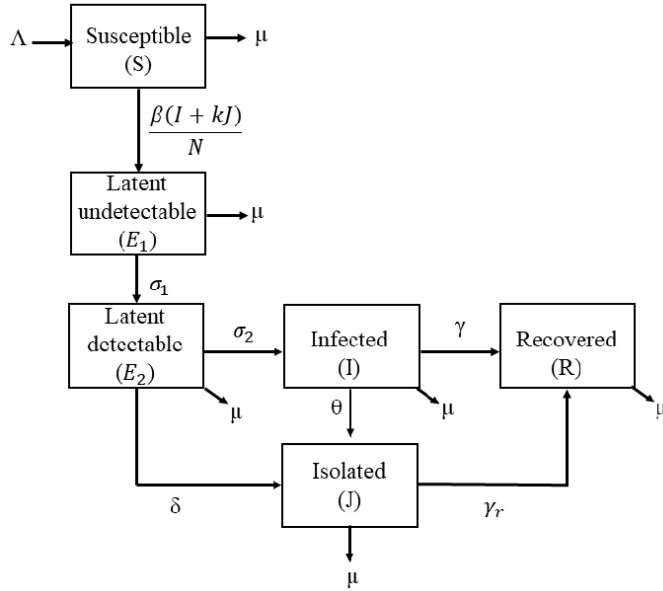 Λ
Susceptible
(S)
μ
β(I + kJ)
N
Latent
undetectable
(E₁)
μ
σ₁
Latent
detectable
(E₂)
σ₂
Infected
(I)
γ
Recovered
(R)
μ
θ
μ
μ
Isolated
(J)
δ
γᵣ
μ